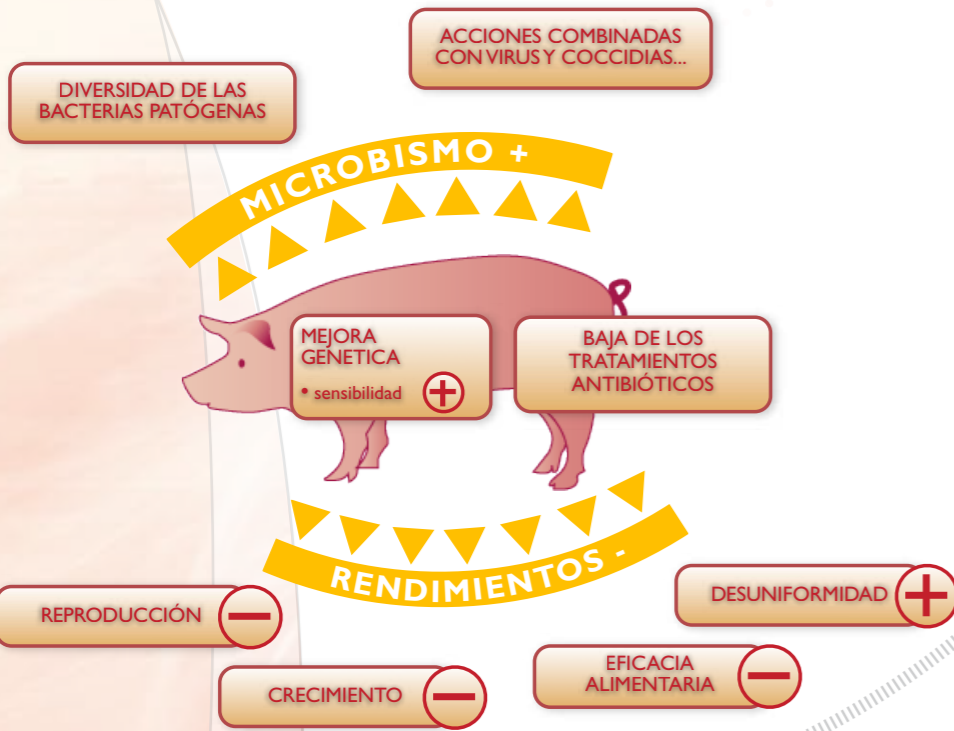 ACCIONES COMBINADAS
CON VIRUS Y COCCIDIAS...
DIVERSIDAD DE LAS
BACTERIAS PATÓGENAS
MICROBISMO +
MEJORA
GENETICA
• sensibilidad +
BAJA DE LOS
TRATAMIENTOS
ANTIBIÓTICOS
RENDIMIENTOS -
DESUNIFORMIDAD +
REPRODUCCIÓN −
EFICACIA
ALIMENTARIA −
CRECIMIENTO −